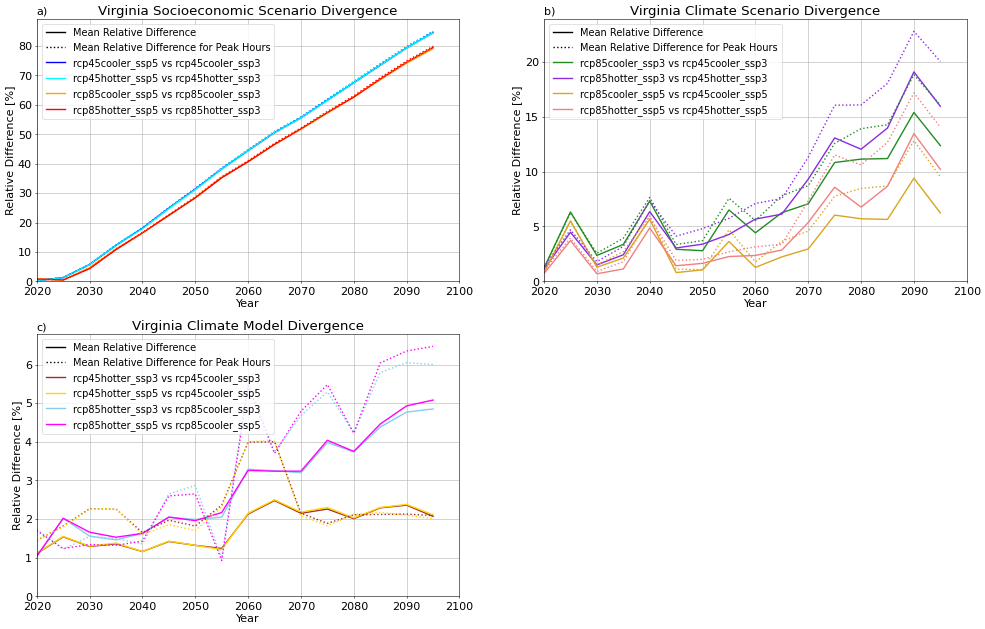 a)
Virginia Socioeconomic Scenario Divergence
Mean Relative Difference
Mean Relative Difference for Peak Hours
rcp45cooler_ssp5 vs rcp45cooler_ssp3
rcp45hotter_ssp5 vs rcp45hotter_ssp3
rcp85cooler_ssp5 vs rcp85cooler_ssp3
rcp85hotter_ssp5 vs rcp85hotter_ssp3
Relative Difference [%]
80
70
60
50
40
30
20
10
0
2020 2030 2040 2050 2060 2070 2080 2090 2100
Year
b)
Virginia Climate Scenario Divergence
Mean Relative Difference
Mean Relative Difference for Peak Hours
rcp85cooler_ssp3 vs rcp45cooler_ssp3
rcp85hotter_ssp3 vs rcp45hotter_ssp3
rcp85cooler_ssp5 vs rcp45cooler_ssp5
rcp85hotter_ssp5 vs rcp45hotter_ssp5
Relative Difference [%]
20
15
10
5
0
2020 2030 2040 2050 2060 2070 2080 2090 2100
Year
c)
Virginia Climate Model Divergence
Mean Relative Difference
Mean Relative Difference for Peak Hours
rcp45hotter_ssp3 vs rcp45cooler_ssp3
rcp45hotter_ssp5 vs rcp45cooler_ssp5
rcp85hotter_ssp3 vs rcp85cooler_ssp3
rcp85hotter_ssp5 vs rcp85cooler_ssp5
Relative Difference [%]
6
5
4
3
2
1
0
2020 2030 2040 2050 2060 2070 2080 2090 2100
Year